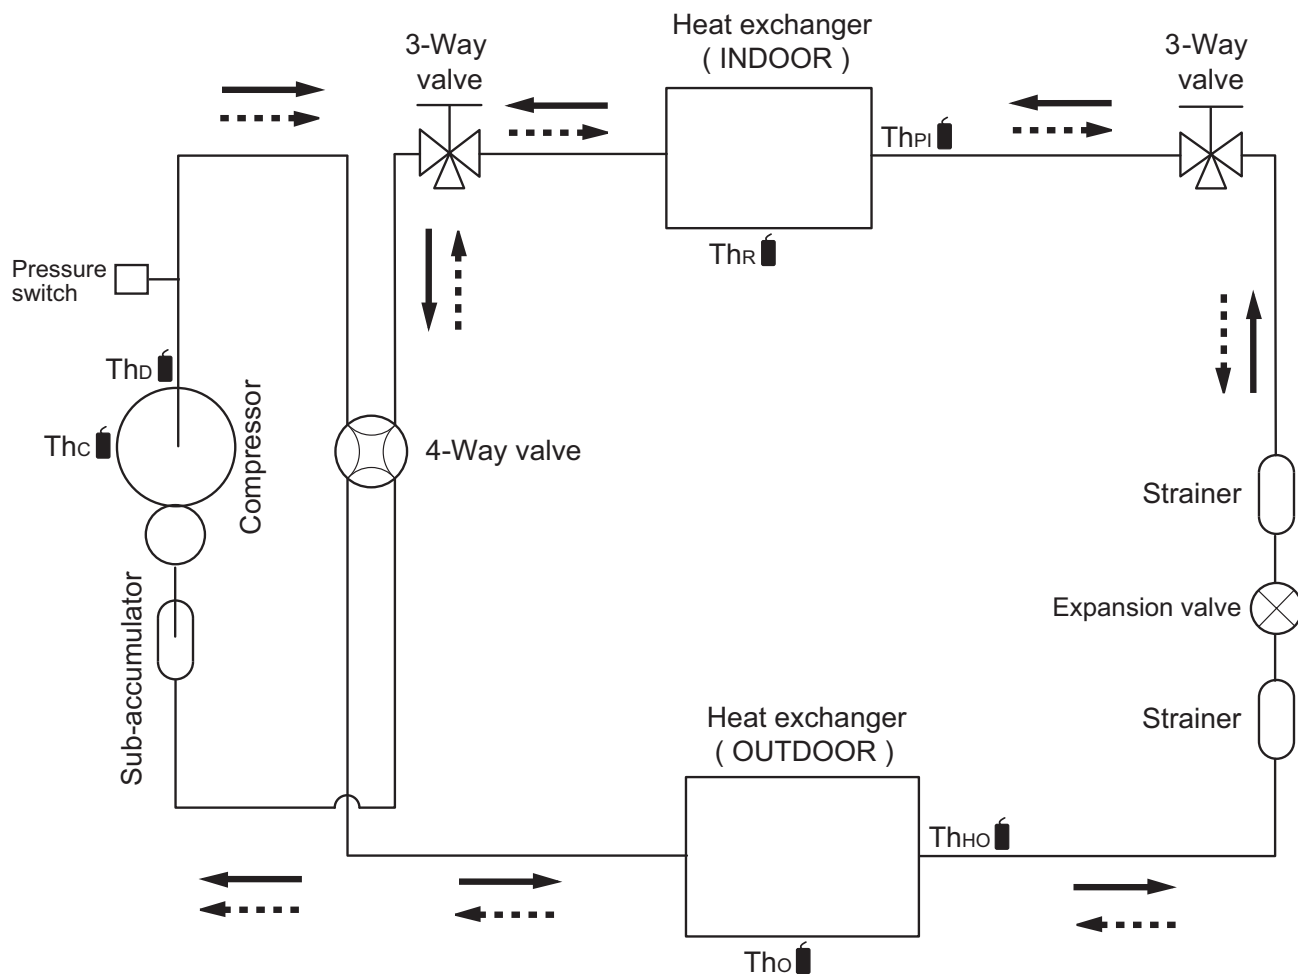 Heat exchanger
( INDOOR )
3-Way
valve
3-Way
valve
ThPI
ThR
Pressure
switch
ThD
ThC
Compressor
4-Way valve
Strainer
Expansion valve
Sub-accumulator
Strainer
Heat exchanger
( OUTDOOR )
ThHO
ThO